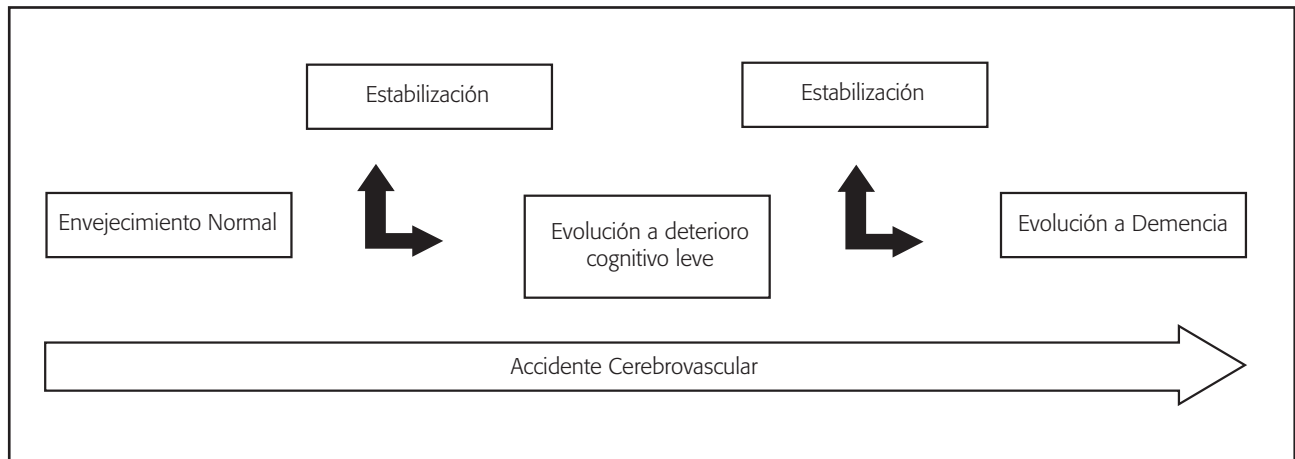 Estabilización
Estabilización
Envejecimiento Normal
Evolución a deterioro
cognitivo leve
Evolución a Demencia
Accidente Cerebrovascular